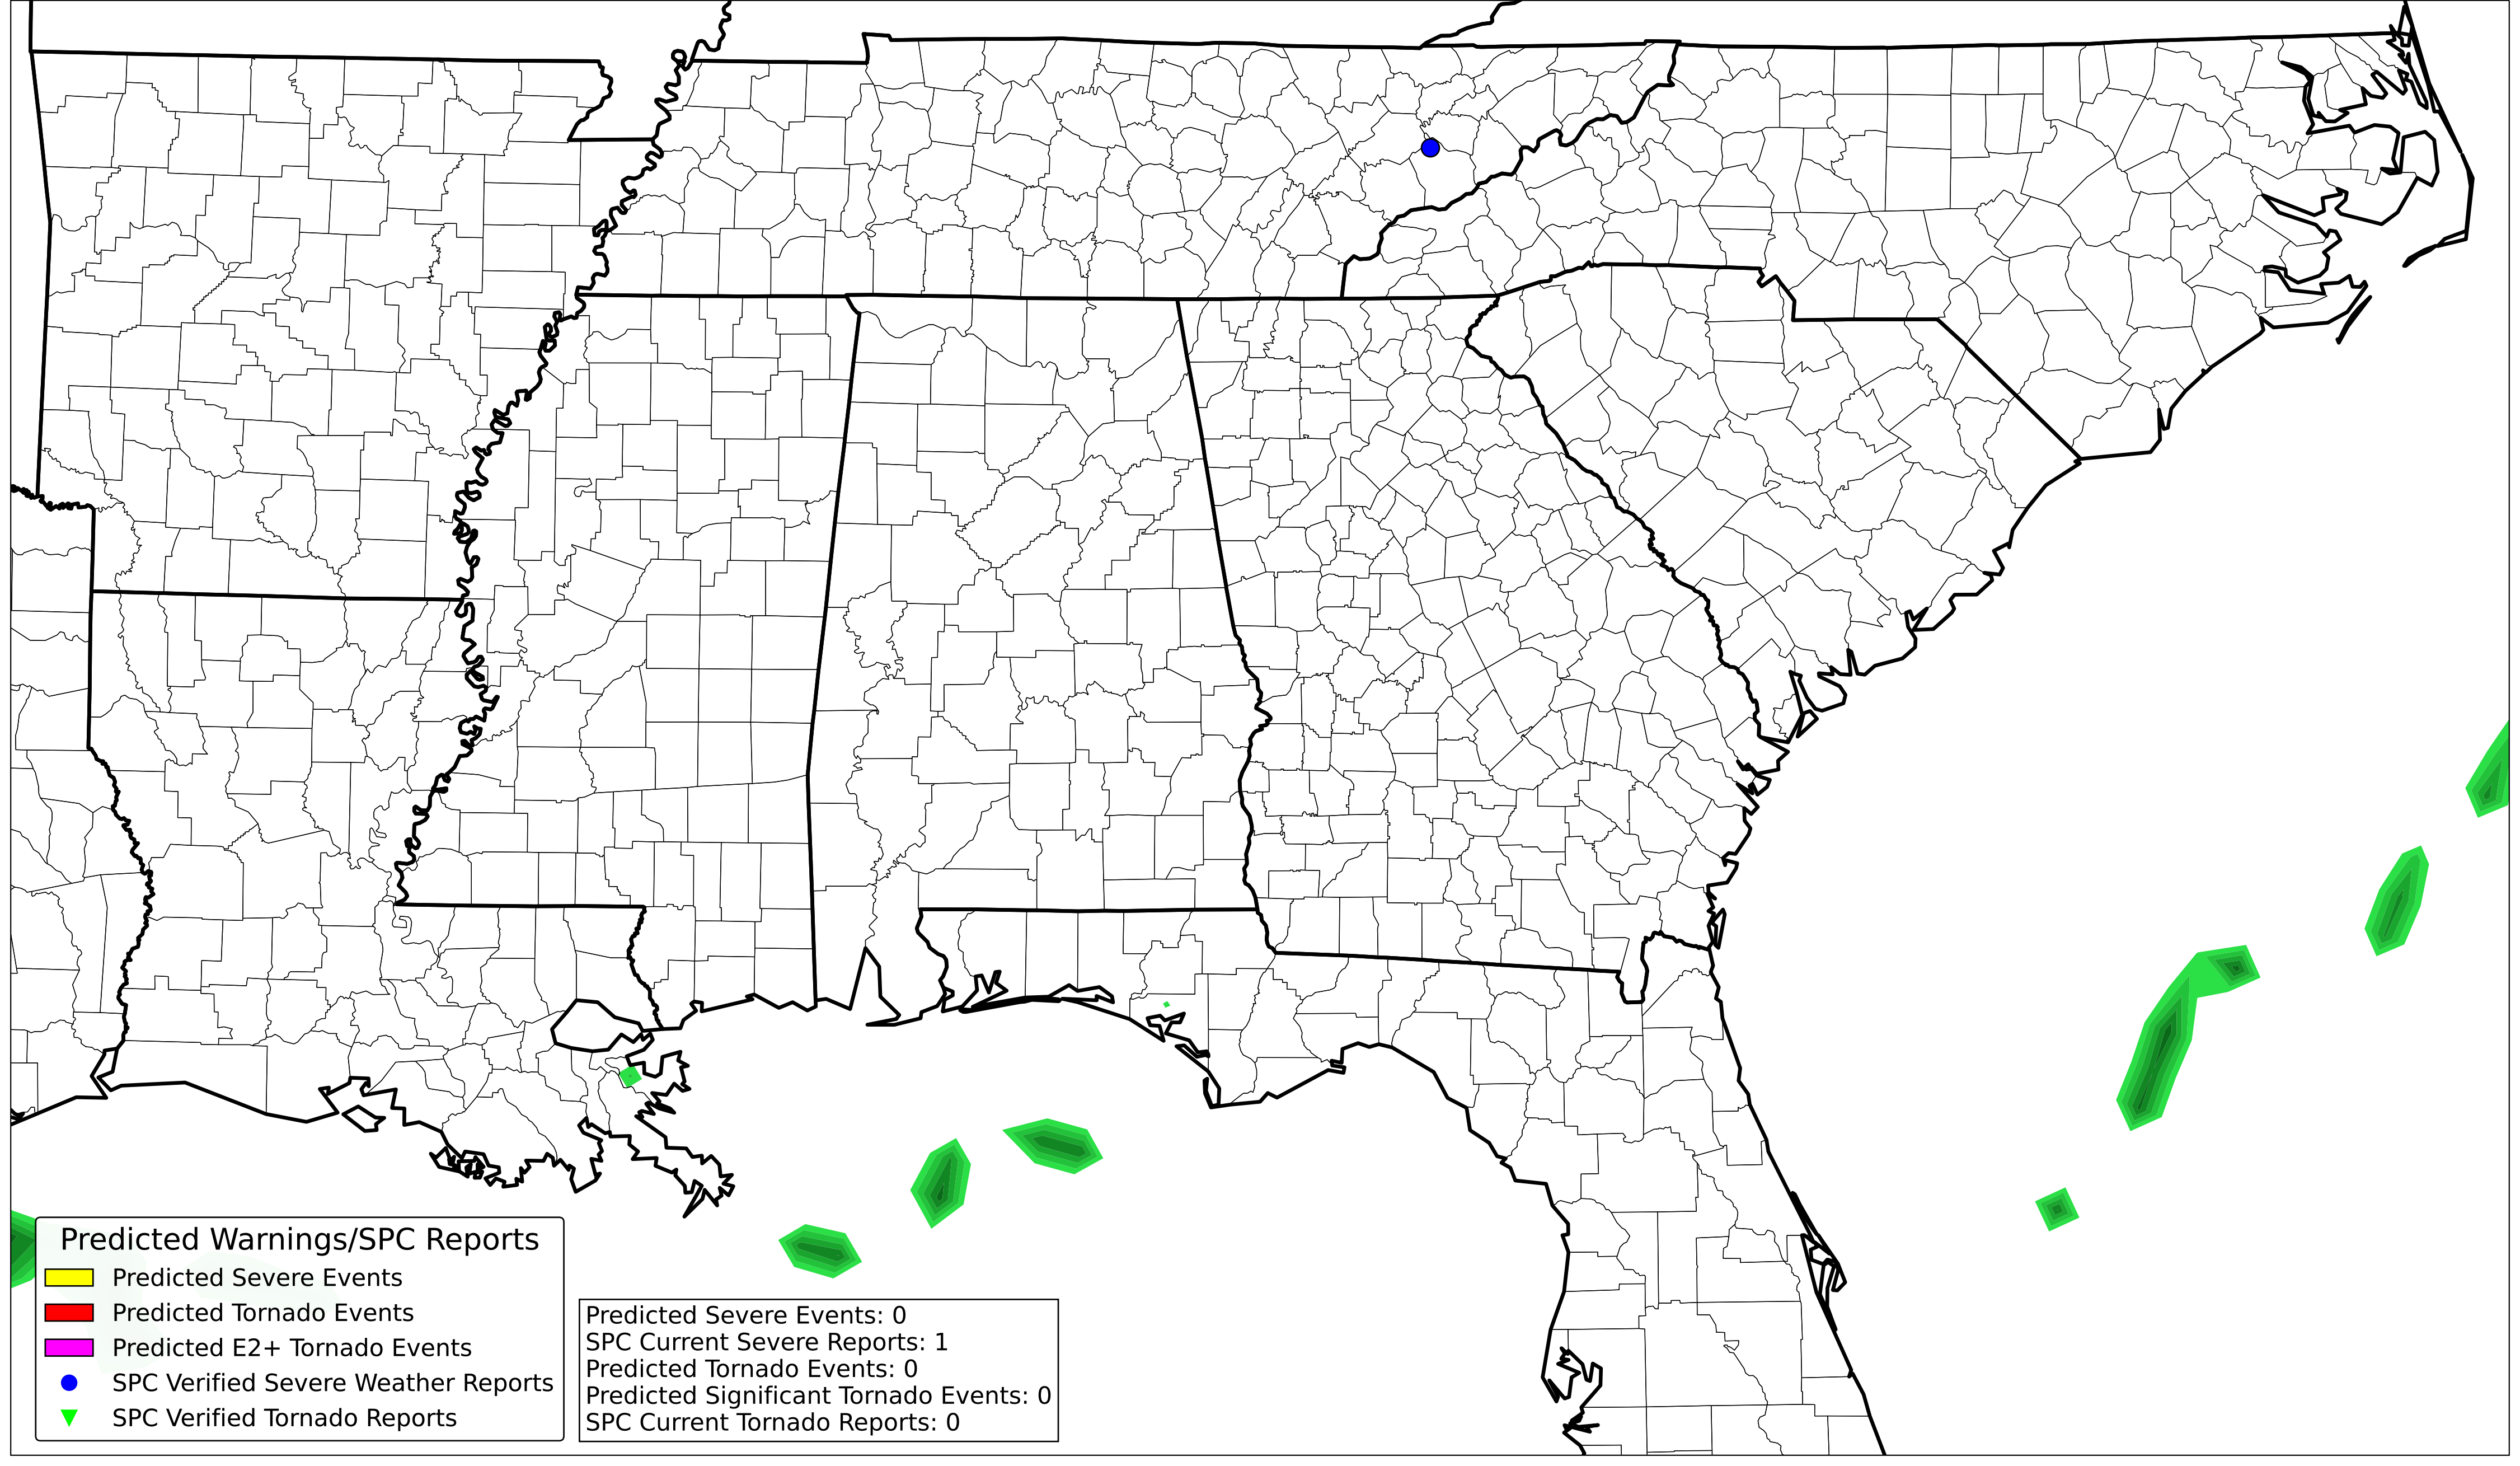 Predicted Warnings/SPC Reports
Predicted Severe Events
Predicted Tornado Events
Predicted E2+ Tornado Events
SPC Verified Severe Weather Reports
SPC Verified Tornado Reports
Predicted Severe Events: 0
SPC Current Severe Reports: 1
Predicted Tornado Events: 0
Predicted Significant Tornado Events: 0
SPC Current Tornado Reports: 0